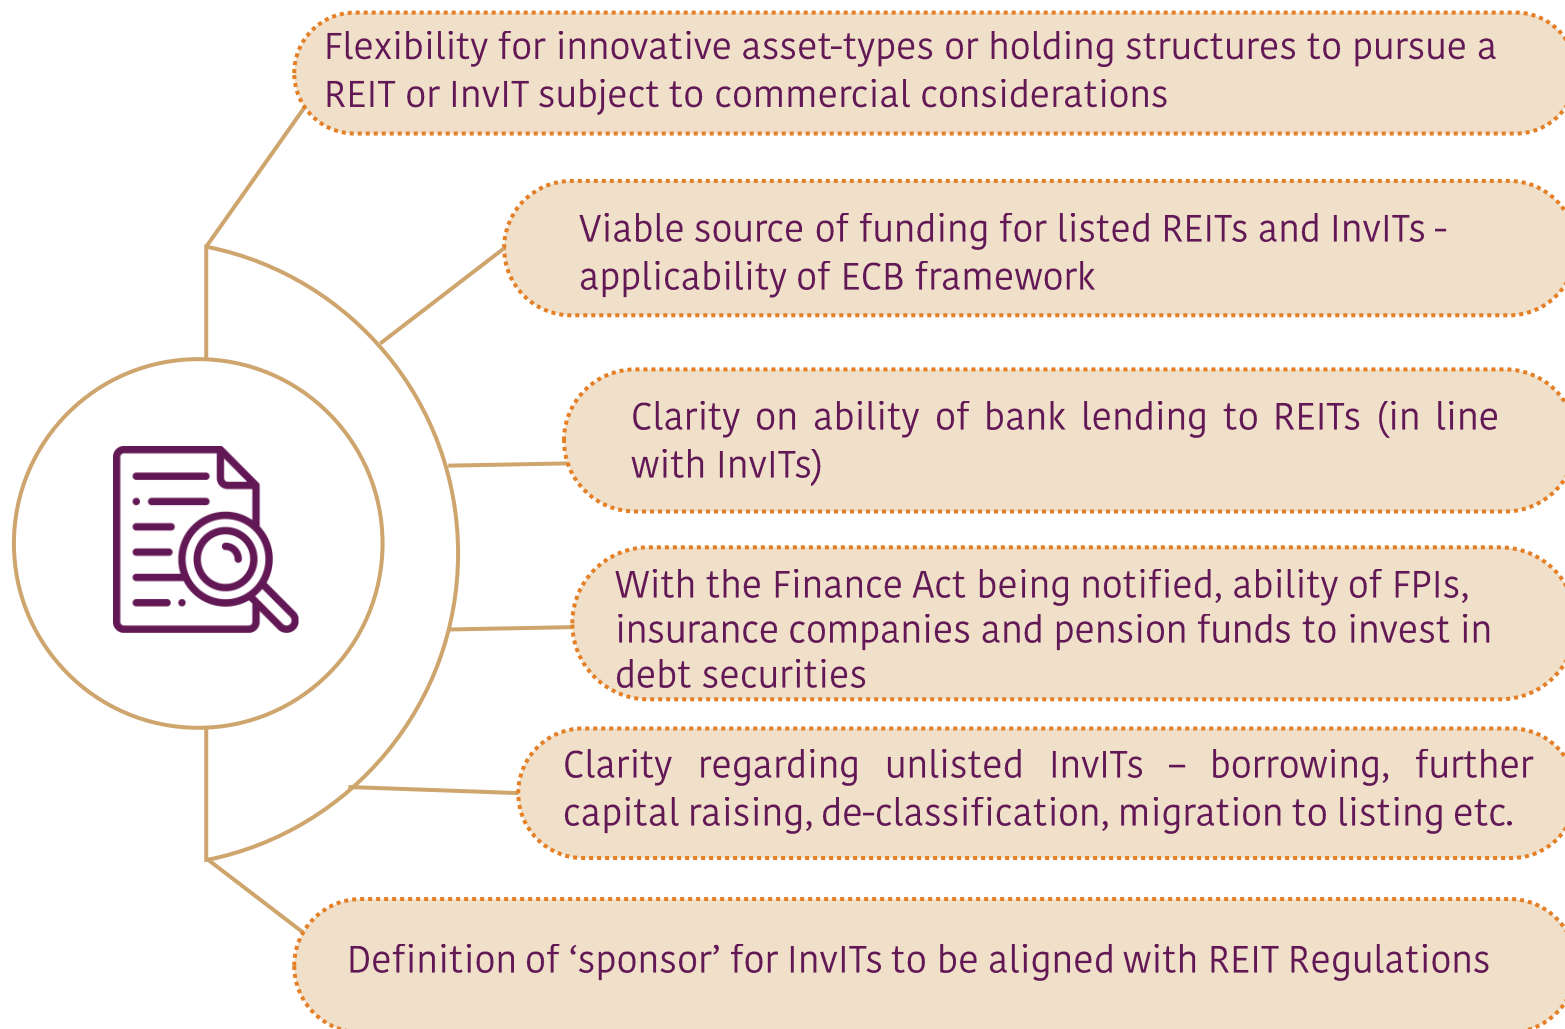 Flexibility for innovative asset-types or holding structures to pursue a
REIT or InvIT subject to commercial considerations
Viable source of funding for listed REITs and InvITs -
applicability of ECB framework
Clarity on ability of bank lending to REITs (in line
with InvITs)
With the Finance Act being notified, ability of FPIs,
insurance companies and pension funds to invest in
debt securities
Clarity regarding unlisted InvITs – borrowing, further
capital raising, de-classification, migration to listing etc.
Definition of ‘sponsor’ for InvITs to be aligned with REIT Regulations